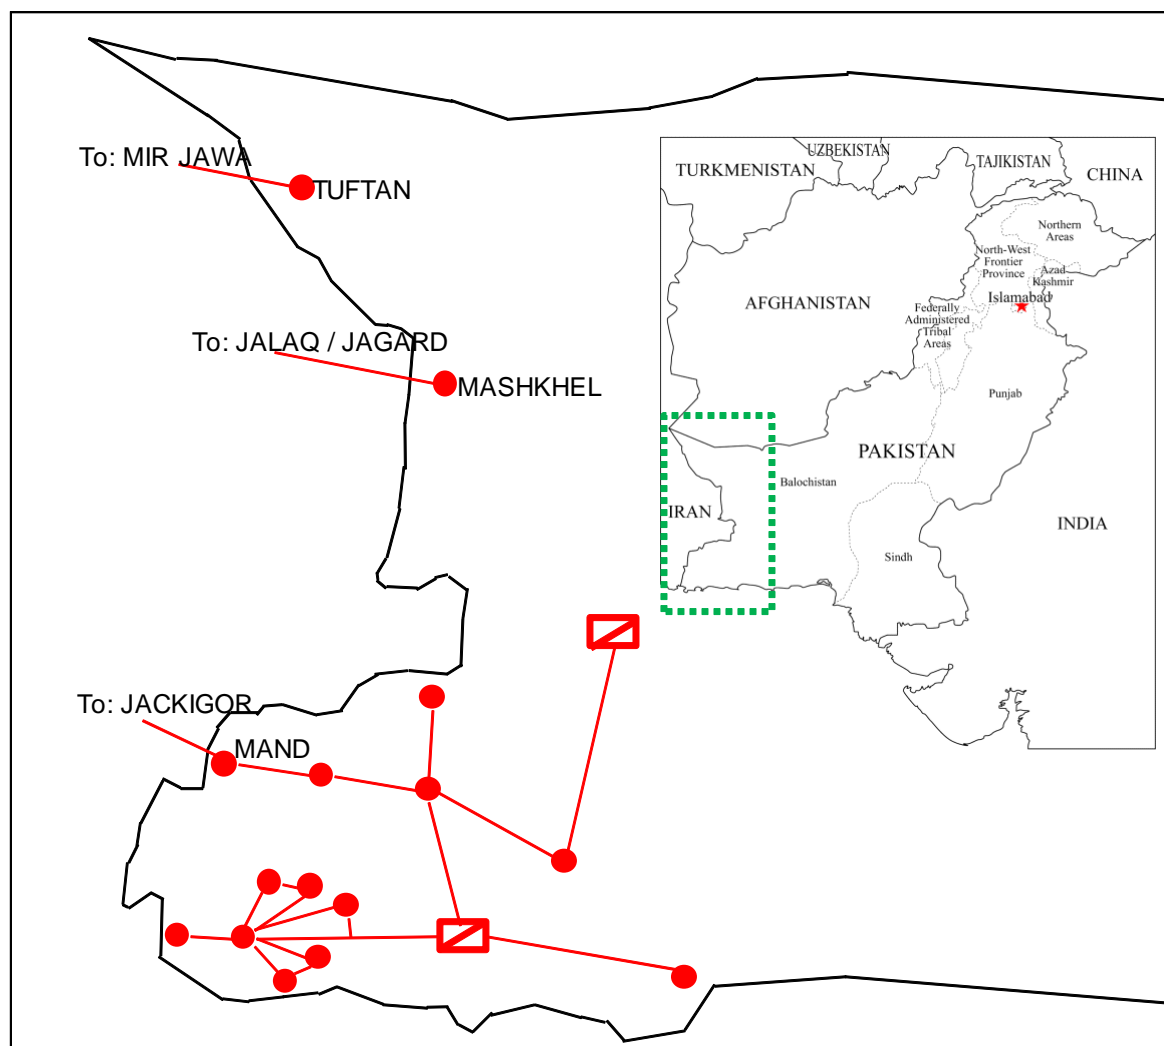 To: MIR JAWA
TUFTAN
To: JALAQ / JAGARD
MASHKHEL
To: JACKIGOR
MAND
UZBEKISTAN
TURKMENISTAN
TAJIKISTAN
CHINA
Northern
Areas
North-West
Frontier
Province
Azad
Kashmir
Islamabad
AFGHANISTAN
Federally
Administered
Tribal
Areas
Punjab
PAKISTAN
Balochistan
IRAN
INDIA
Sindh